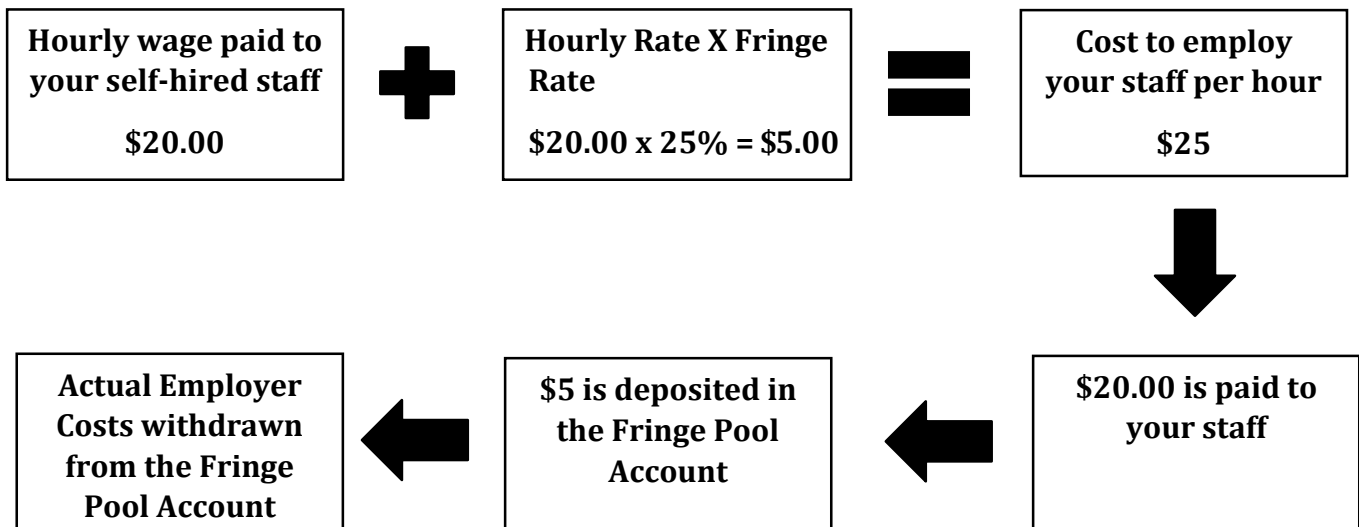 Hourly wage paid to
your self-hired staff
$20.00
Hourly Rate X Fringe
Rate
$20.00 x 25% = $5.00
Cost to employ
your staff per hour
$25
$20.00 is paid to
your staff
$5 is deposited in
the Fringe Pool
Account
Actual Employer
Costs withdrawn
from the Fringe
Pool Account